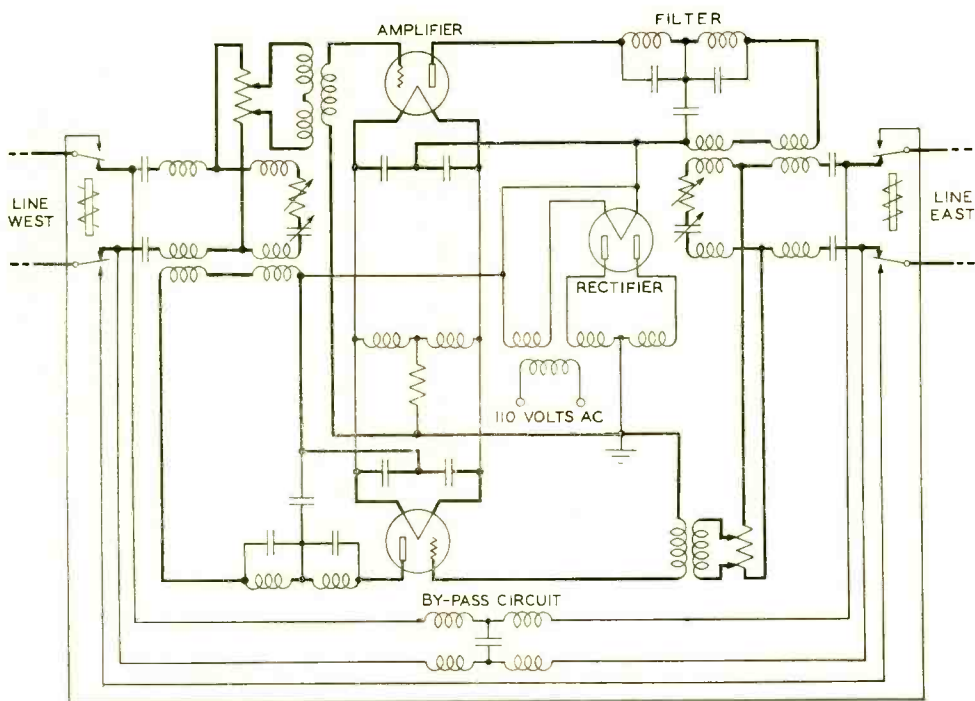 AMPLIFIER
FILTER
LINE
WEST
LINE
EAST
RECTIFIER
110 VOLTS AC
BY-PASS CIRCUIT